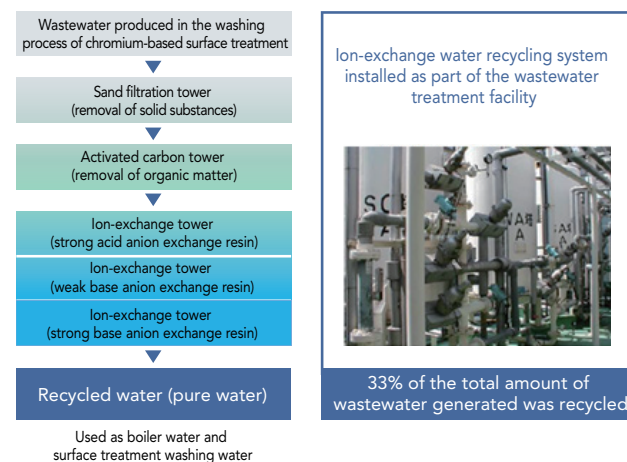 Wastewater produced in the washing
process of chromium-based surface treatment
Sand filtration tower
(removal of solid substances)
Activated carbon tower
(removal of organic matter)
Ion-exchange tower
(strong acid anion exchange resin)
Ion-exchange tower
(weak base anion exchange resin)
Ion-exchange tower
(strong base anion exchange resin)
Recycled water (pure water)
Used as boiler water and
surface treatment washing water
Ion-exchange water recycling system
installed as part of the wastewater
treatment facility
A
A
33% of the total amount of
wastewater generated was recycled